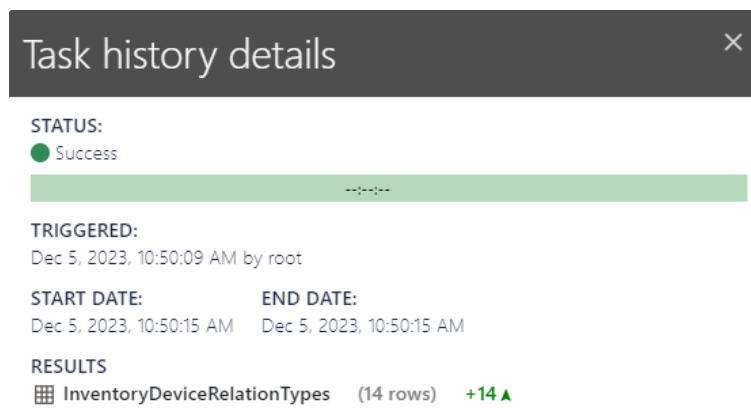 Task history details
STATUS:
Success
--:--:--
TRIGGERED:
Dec 5, 2023, 10:50:09 AM by root
START DATE: END DATE:
Dec 5, 2023, 10:50:15 AM Dec 5, 2023, 10:50:15 AM
RESULTS
InventoryDeviceRelationTypes (14 rows) +14